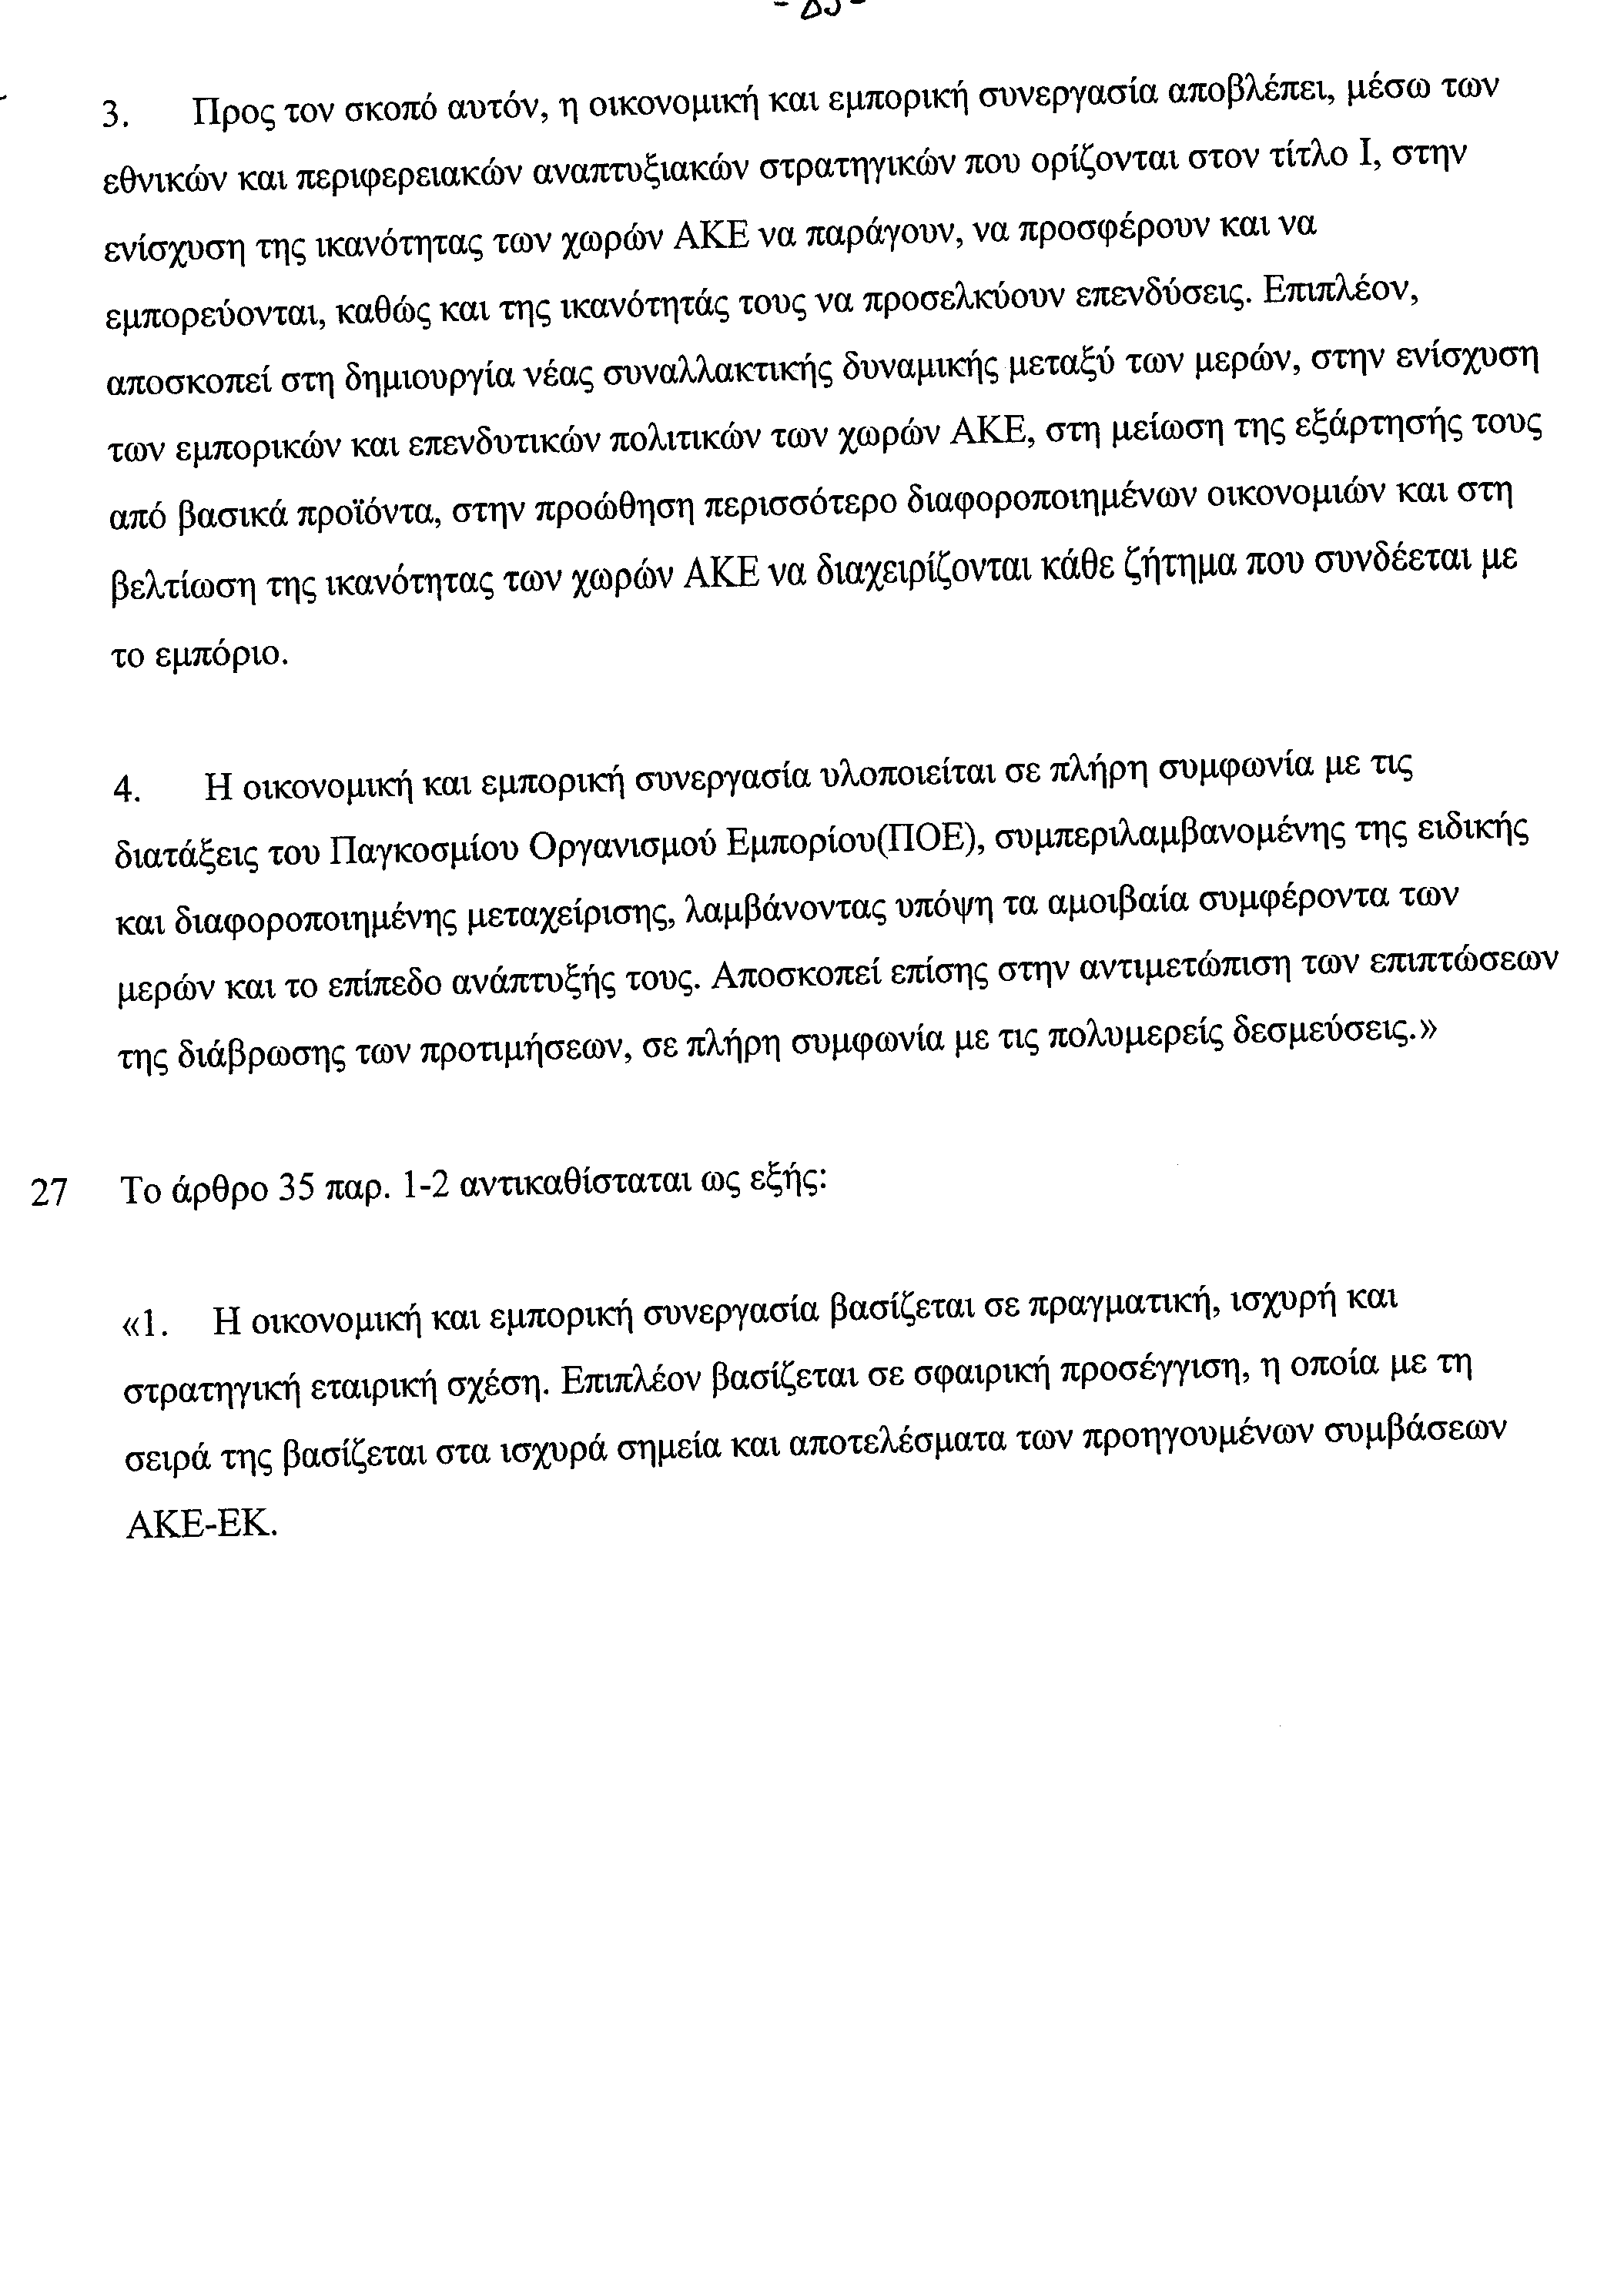 3. Προς τον σκοπό αυτόν, η οικονομική και εμπορική συνεργασία αποβλέπει, μέσω των
εθνικών και περιφερειακών αναπτυξιακών στρατηγικών που ορίζονται στον τίτλο Ι, στην
ενίσχυση της ικανότητας των χωρών ΑΚΕ να παράγουν, να προσφέρουν και να
εμπορεύονται, καθώς και της ικανότητάς τους να προσελκύουν επενδύσεις. Επιπλέον,
αποσκοπεί στη δημιουργία νέας συναλλακτικής δυναμικής μεταξύ των μερών, στην ενίσχυση
των εμπορικών και επενδυτικών πολιτικών των χωρών ΑΚΕ, στη μείωση της εξάρτησής τους
από βασικά προϊόντα, στην προώθηση περισσότερο διαφοροποιημένων οικονομιών και στη
βελτίωση της ικανότητας των χωρών ΑΚΕ να διαχειρίζονται κάθε ζήτημα που συνδέεται με
το εμπόριο.
4. Η οικονομική και εμπορική συνεργασία υλοποιείται σε πλήρη συμφωνία με τις
διατάξεις του Παγκοσμίου Οργανισμού Εμπορίου(ΠΟΕ), συμπεριλαμβανομένης της ειδικής
και διαφοροποιημένης μεταχείρισης, λαμβάνοντας υπόψη τα αμοιβαία συμφέροντα των
μερών και το επίπεδο ανάπτυξής τους. Αποσκοπεί επίσης στην αντιμετώπιση των επιπτώσεων
της διάβρωσης των προτιμήσεων, σε πλήρη συμφωνία με τις πολυμερείς δεσμεύσεις.»
27 Το άρθρο 35 παρ. 1-2 αντικαθίσταται ως εξής:
«1. Η οικονομική και εμπορική συνεργασία βασίζεται σε πραγματική, ισχυρή και
στρατηγική εταιρική σχέση. Επιπλέον βασίζεται σε σφαιρική προσέγγιση, η οποία με τη
σειρά της βασίζεται στα ισχυρά σημεία και αποτελέσματα των προηγουμένων συμβάσεων
ΑΚΕ-ΕΚ.